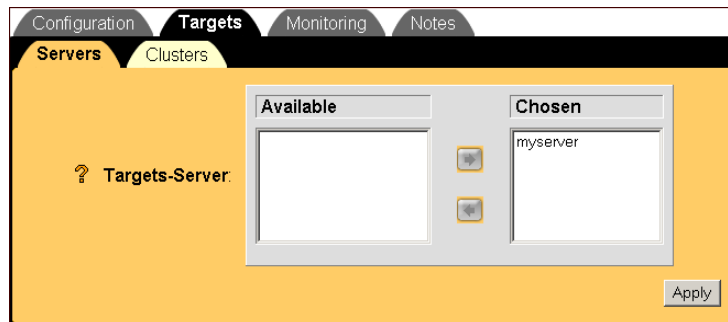 Configuration Targets Monitoring Notes
Servers Clusters
Available Chosen
myserver
? Targets-Server:
Apply